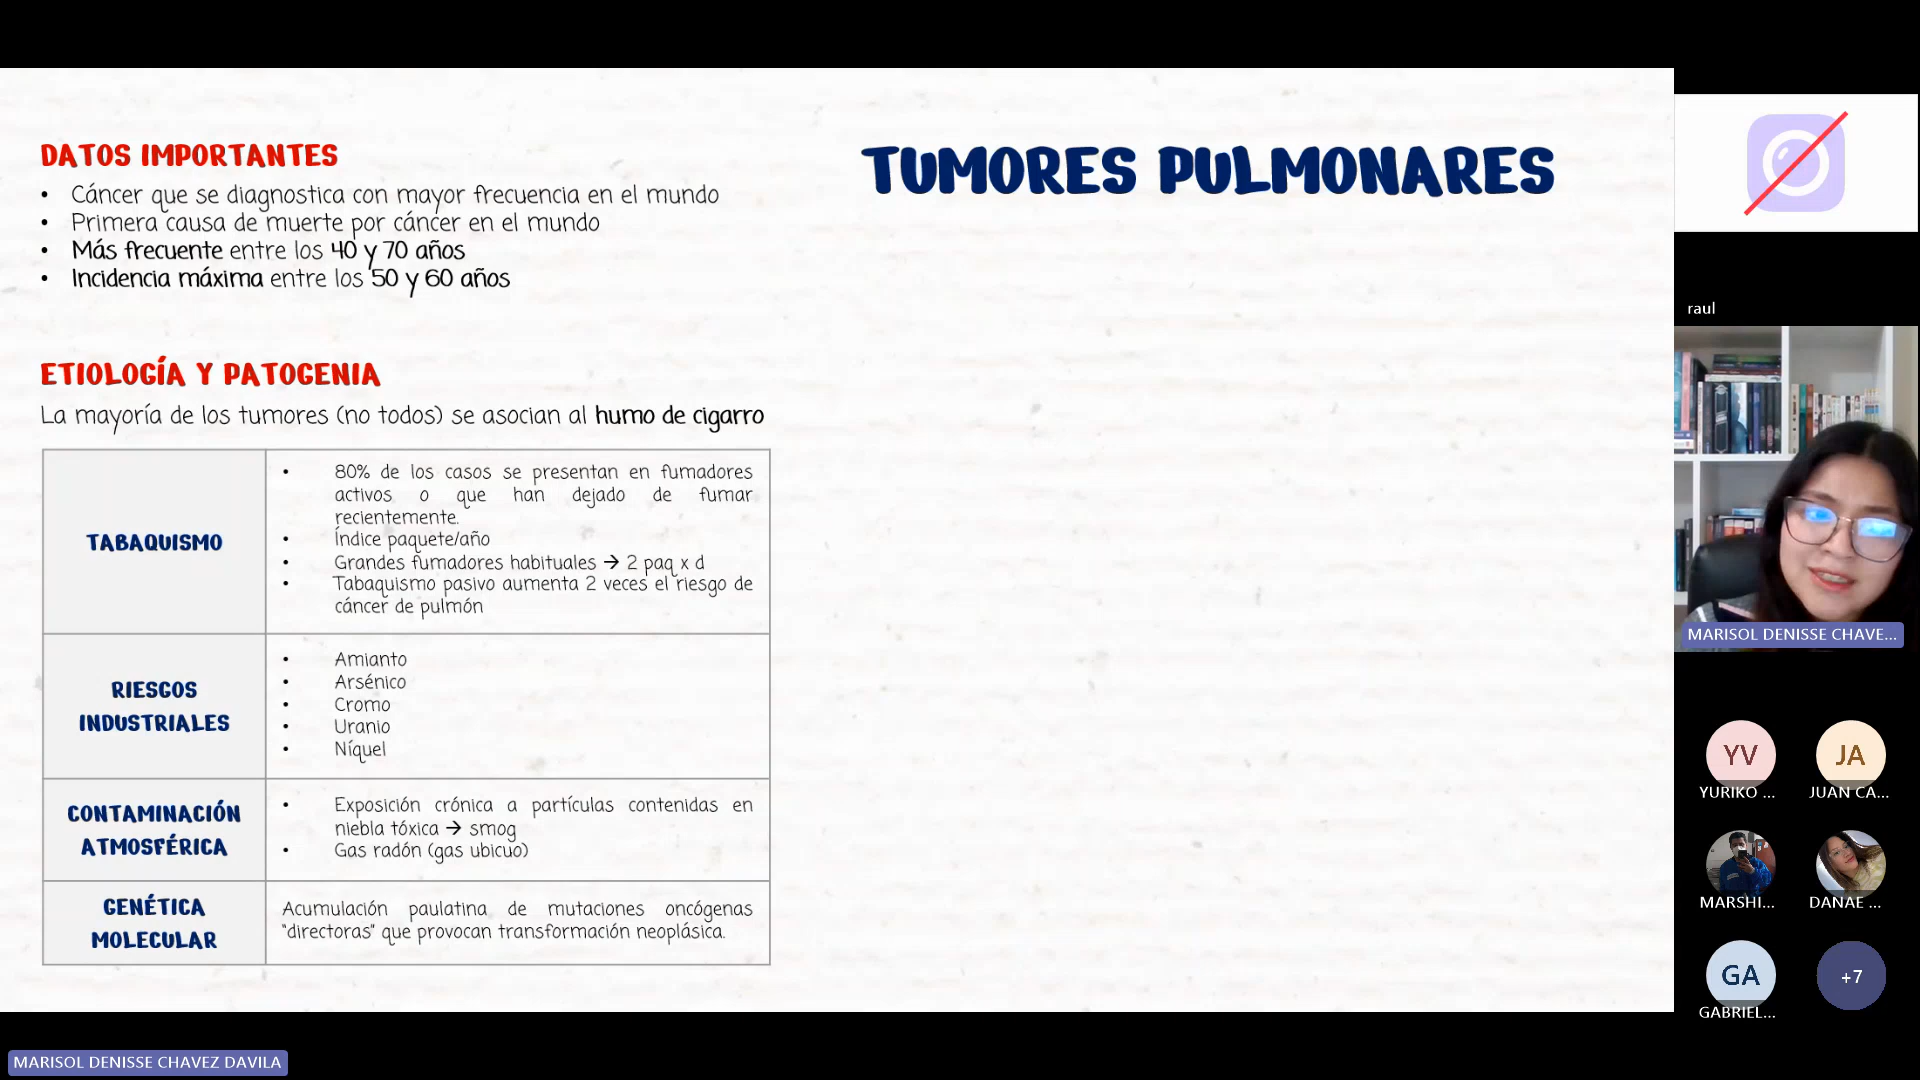 DATOS IMPORTANTES
• Cáncer que se diagnostica con mayor frecuencia en el mundo
• Primera causa de muerte por cáncer en el mundo
• Más frecuente entre los 40 y 70 años
• Incidencia máxima entre los 50 y 60 años
TUMORES PULMONARES
ETIOLOGÍA Y PATOGENIA
La mayoría de los tumores (no todos) se asocian al humo de cigarro
TABAQUISMO
• 80% de los casos se presentan en fumadores
activos o que han dejado de fumar
recientemente.
• Índice paquete/año
• Grandes fumadores habituales → 2 paq x d
• Tabaquismo pasivo aumenta 2 veces el riesgo de
cáncer de pulmón
RIESCOS
INDUSTRIALES
• Amianto
• Arsénico
• Cromo
• Uranio
• Níquel
CONTAMINACIÓN
ATMOSFÉRICA
• Exposición crónica a partículas contenidas en
niebla tóxica → smog
• Gas radón (gas ubicuo)
GENÉTICA
MOLECULAR
Acumulación paulatina de mutaciones oncógenas
"directoras" que provocan transformación neoplásica.
raul
MARISOL DENISSE CHAVE...
YV
YURIKO ...
JA
JUAN CA...
MARSHI...
DANAE ...
GA
GABRIEL...
+7
MARISOL DENISSE CHAVEZ DAVILA